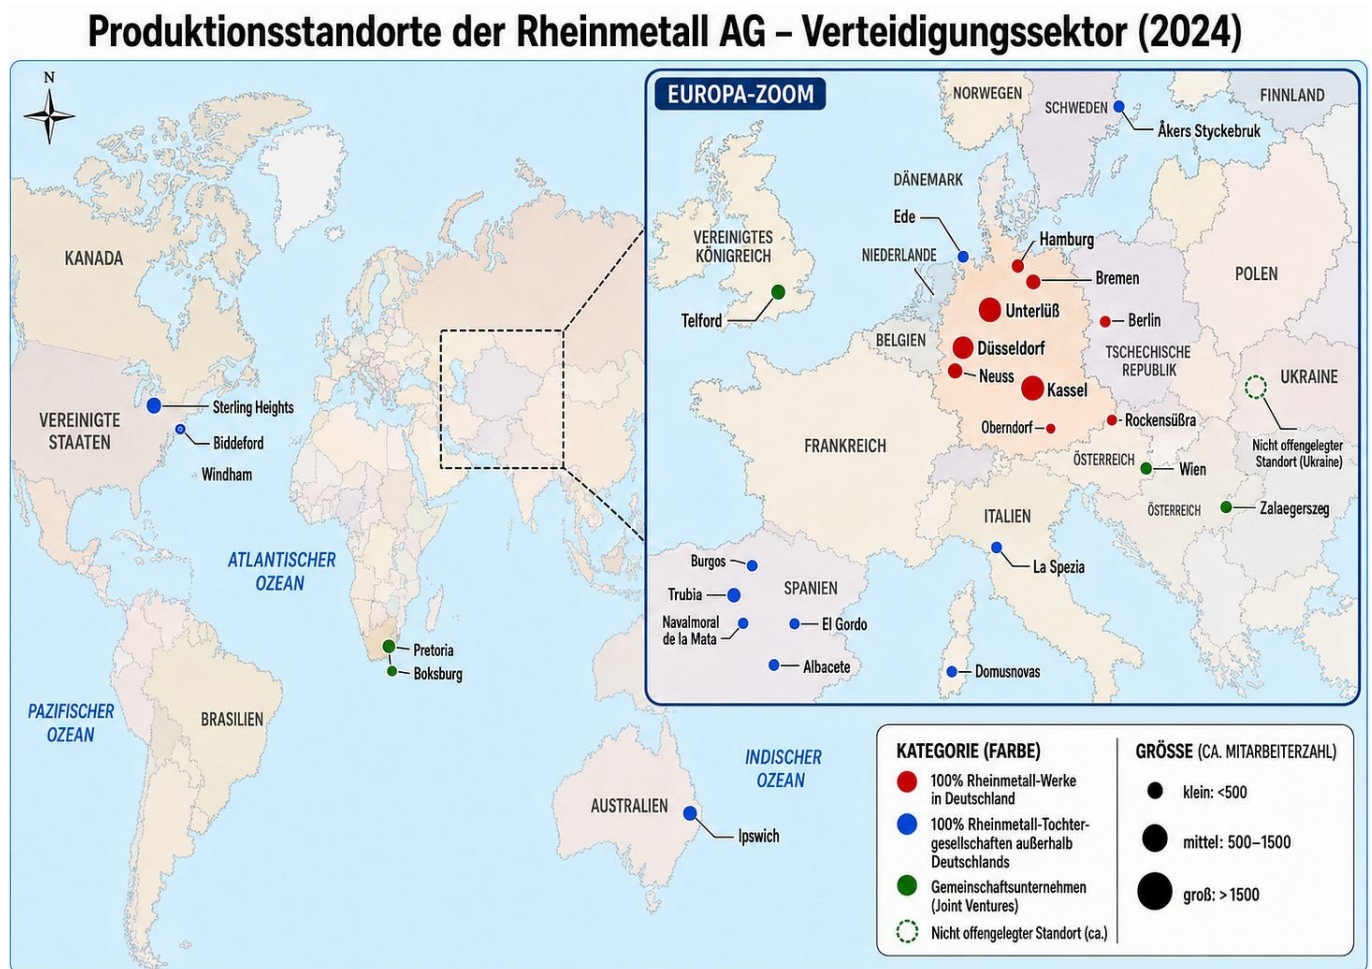 Produktionsstandorte der Rheinmetall AG – Verteidigungssektor (2024)
N
KANADA
VEREINIGTE
STAATEN
Sterling Heights
Biddeford
Windham
ATLANTISCHER
OZEAN
PAZIFISCHER
OZEAN
BRASILIEN
Pretoria
Boksburg
AUSTRALIEN
Ipswich
INDISCHER
OZEAN
EUROPA-ZOOM
NORWEGEN
SCHWEDEN
FINNLAND
Åkers Styckebruk
DÄNEMARK
Ede
VEREINIGTES
KÖNIGREICH
NIEDERLANDE
Hamburg
Bremen
POLEN
Telford
Unterlüß
Berlin
BELGIEN
Düsseldorf
TSCHECHISCHE
REPUBLIK
Neuss
Kassel
UKRAINE
Oberndorf
Rockensüßra
FRANKREICH
Nicht offengelegter
Standort (Ukraine)
ÖSTERREICH
Wien
ÖSTERREICH
Zalaegerszeg
ITALIEN
La Spezia
Burgos
SPANIEN
Trubia
Navalmoral
de la Mata
El Gordo
Albacete
Domusnovas
KATEGORIE (FARBE)
100% Rheinmetall-Werke
in Deutschland
100% Rheinmetall-Tochter-
gesellschaften außerhalb
Deutschlands
Gemeinschaftsunternehmen
(Joint Ventures)
Nicht offengelegter Standort (ca.)
GRÖSSE (CA. MITARBEITERZAHL)
klein: <500
mittel: 500–1500
groß: >1500